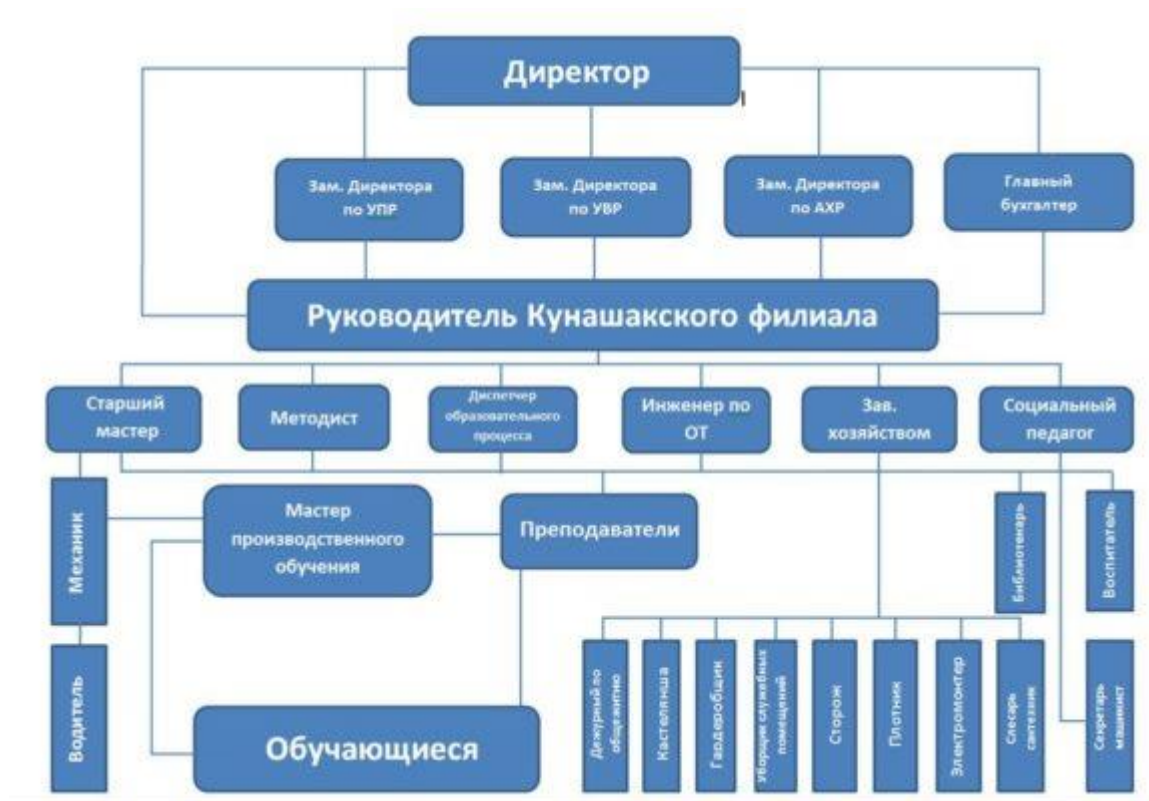 Директор
Зам. Директора
по УПР
Зам. Директора
по УВР
Зам. Директора
по АХР
Главный
бухгалтер
Руководитель Кунашакского филиала
Старший
мастер
Методист
Диспетчер
образовательного
процесса
Инженер по
ОТ
Зав.
хозяйством
Социальный
педагог
Механик
Мастер
производственного
обучения
Преподаватели
Библиотекарь
Воспитатель
Водитель
Обучающиеся
Дежурный по
общежитию
Кастелянша
Гардеробщик
Уборщик служебных
помещений
Сторож
Плотник
Электромонтер
Слесарь
сантехник
Секретарь
машинист